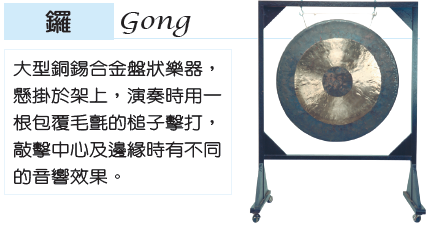 鑼 Gong
大型銅錫合金盤狀樂器，
懸掛於架上，演奏時用一
根包覆毛氈的槌子擊打，
敲擊中心及邊緣時有不同
的音響效果。